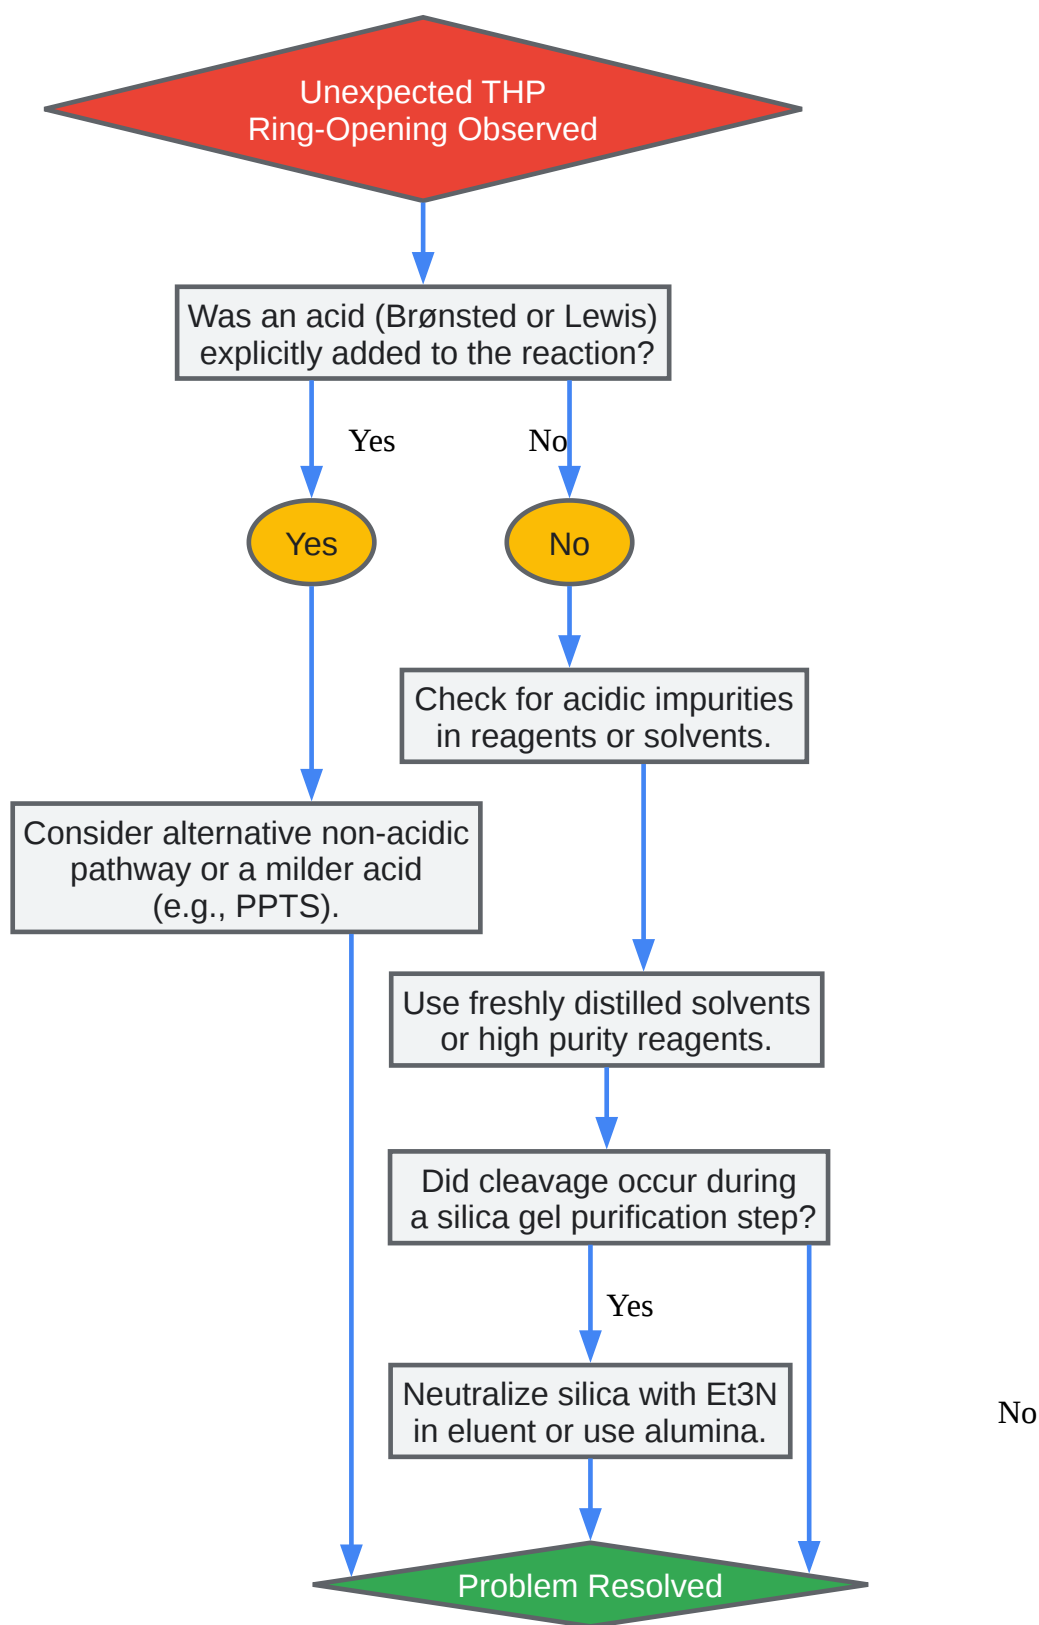 Unexpected THP
Ring-Opening Observed
Was an acid (Brønsted or Lewis)
explicitly added to the reaction?
Yes
No
Yes
No
Check for acidic impurities
in reagents or solvents.
Consider alternative non-acidic
pathway or a milder acid
(e.g., PPTS).
Use freshly distilled solvents
or high purity reagents.
Did cleavage occur during
a silica gel purification step?
Yes
Neutralize silica with Et3N
in eluent or use alumina.
No
Problem Resolved